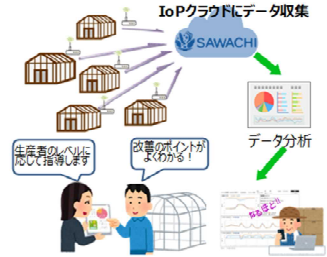 IoPクラウドにデータ収集
SAWACHI
データ分析
生産者のレベルに
応じて指導します
改善のポイントが
よくわかる！
なるほど！